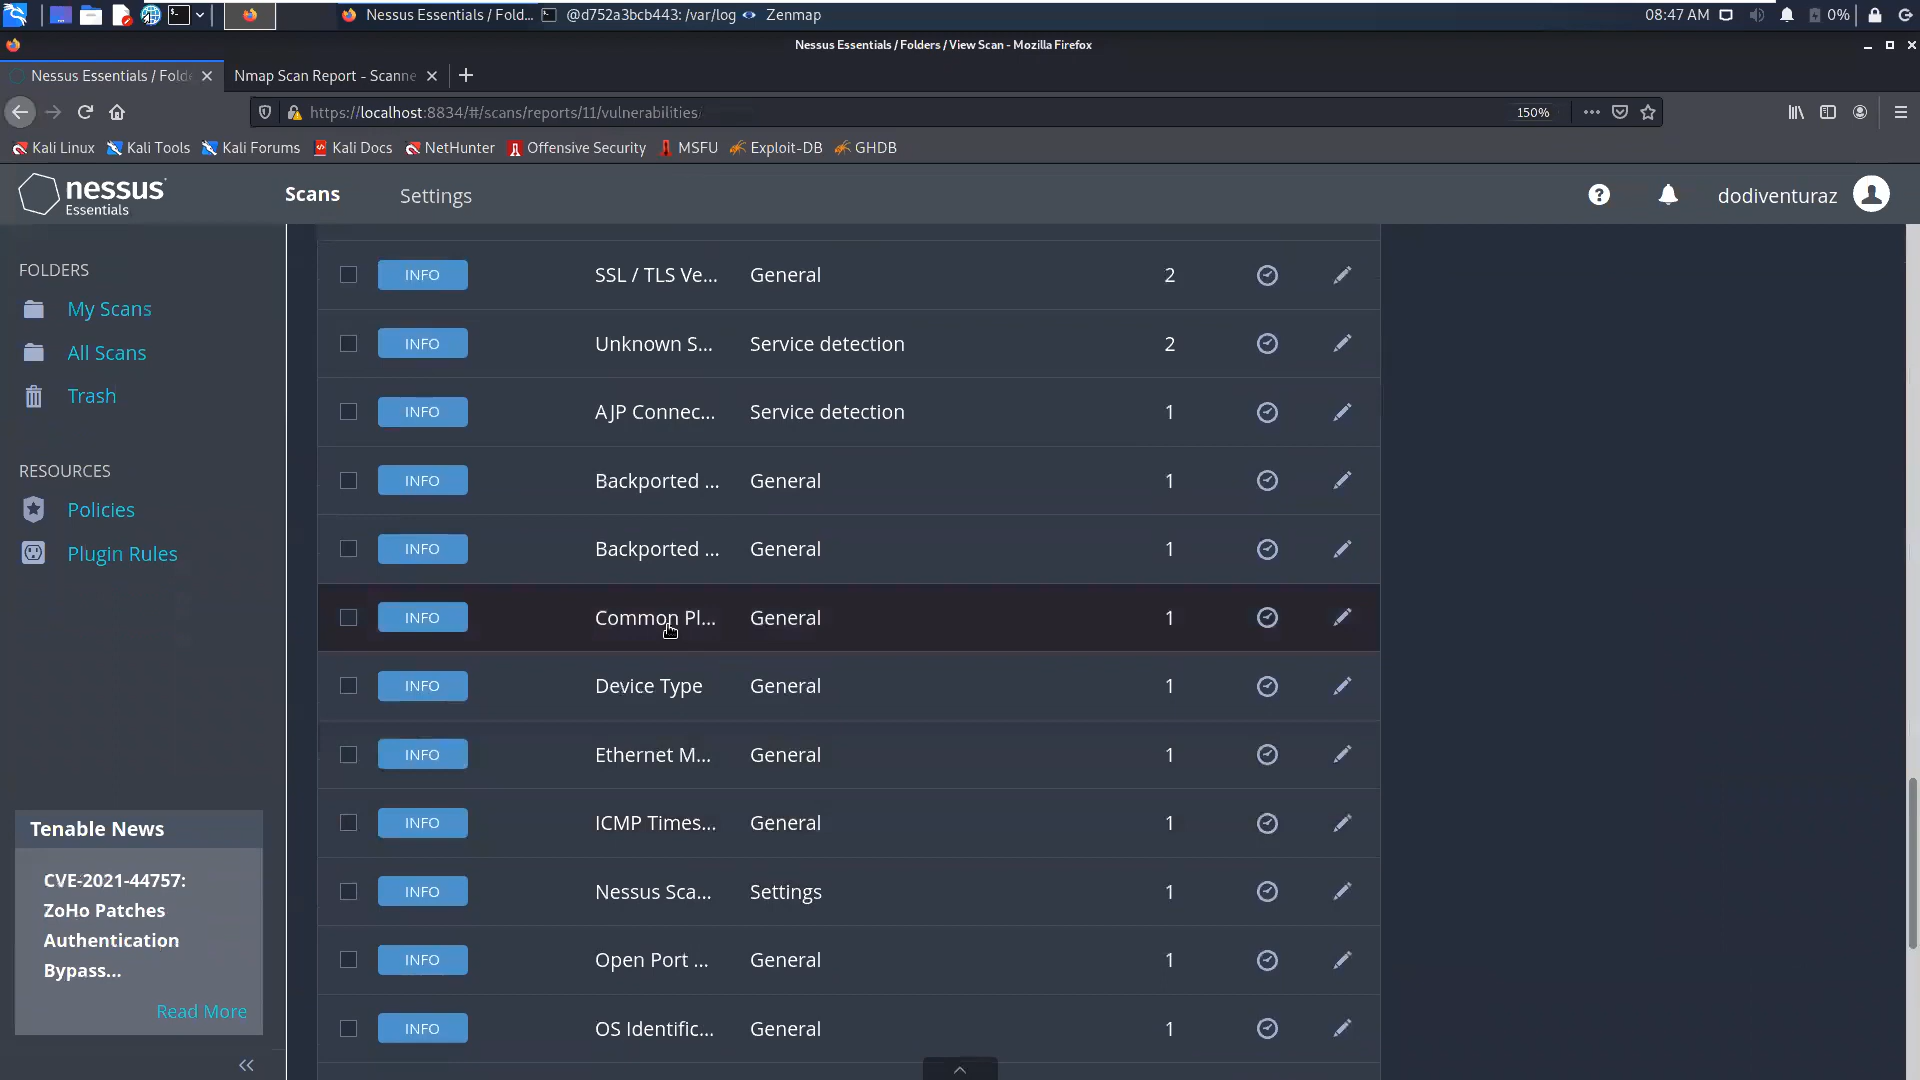 Nessus Essentials / Fold... @d752a3bcb443: /var/log Zenmap 08:47 AM 0%
Nessus Essentials / Folders / View Scan - Mozilla Firefox
Nessus Essentials / Fold Nmap Scan Report - Scanne
https://localhost:8834/#/scans/reports/11/vulnerabilities/ 150%
Kali Linux Kali Tools Kali Forums Kali Docs NetHunter Offensive Security MSFU Exploit-DB GHDB
nessus Essentials Scans Settings dodiventuraz
FOLDERS
My Scans
All Scans
Trash
RESOURCES
Policies
Plugin Rules
Tenable News
CVE-2021-44757:
ZoHo Patches
Authentication
Bypass...
Read More
INFO SSL / TLS Ve... General 2
INFO Unknown S... Service detection 2
INFO AJP Connec... Service detection 1
INFO Backported ... General 1
INFO Backported ... General 1
INFO Common Pl... General 1
INFO Device Type General 1
INFO Ethernet M... General 1
INFO ICMP Times... General 1
INFO Nessus Sca... Settings 1
INFO Open Port ... General 1
INFO OS Identific... General 1